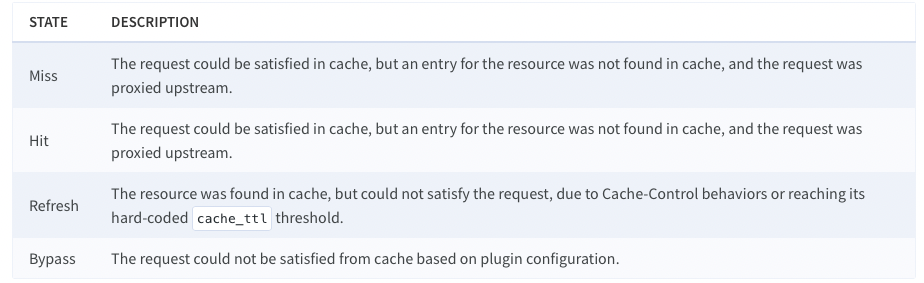 STATE DESCRIPTION
Miss The request could be satisfied in cache, but an entry for the resource was not found in cache, and the request was
proxied upstream.
Hit The request could be satisfied in cache, but an entry for the resource was not found in cache, and the request was
proxied upstream.
Refresh The resource was found in cache, but could not satisfy the request, due to Cache-Control behaviors or reaching its
hard-coded cache_ttl threshold.
Bypass The request could not be satisfied from cache based on plugin configuration.